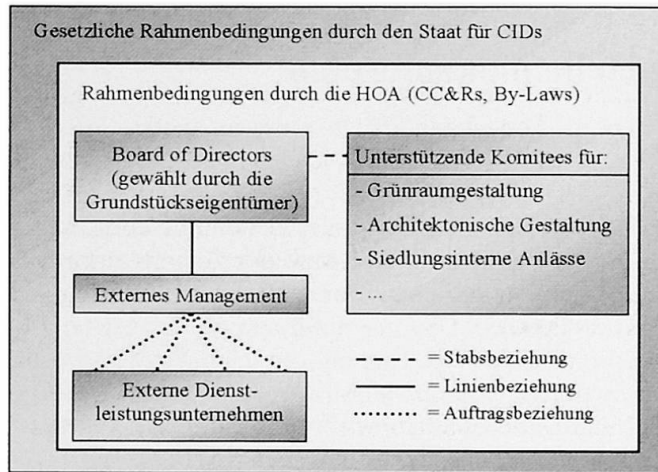 Gesetzliche Rahmenbedingungen durch den Staat für CIDs
Rahmenbedingungen durch die HOA (CC&Rs, By-Laws)
Board of Directors
(gewählt durch die
Grundstückseigentümer)
Unterstützende Komitees für:
- Grünraumgestaltung
- Architektonische Gestaltung
- Siedlungsinterne Anlässe
- ...
Externes Management
Externe Dienst-
leistungsunternehmen
= Stabsbeziehung
= Linienbeziehung
= Auftragsbeziehung